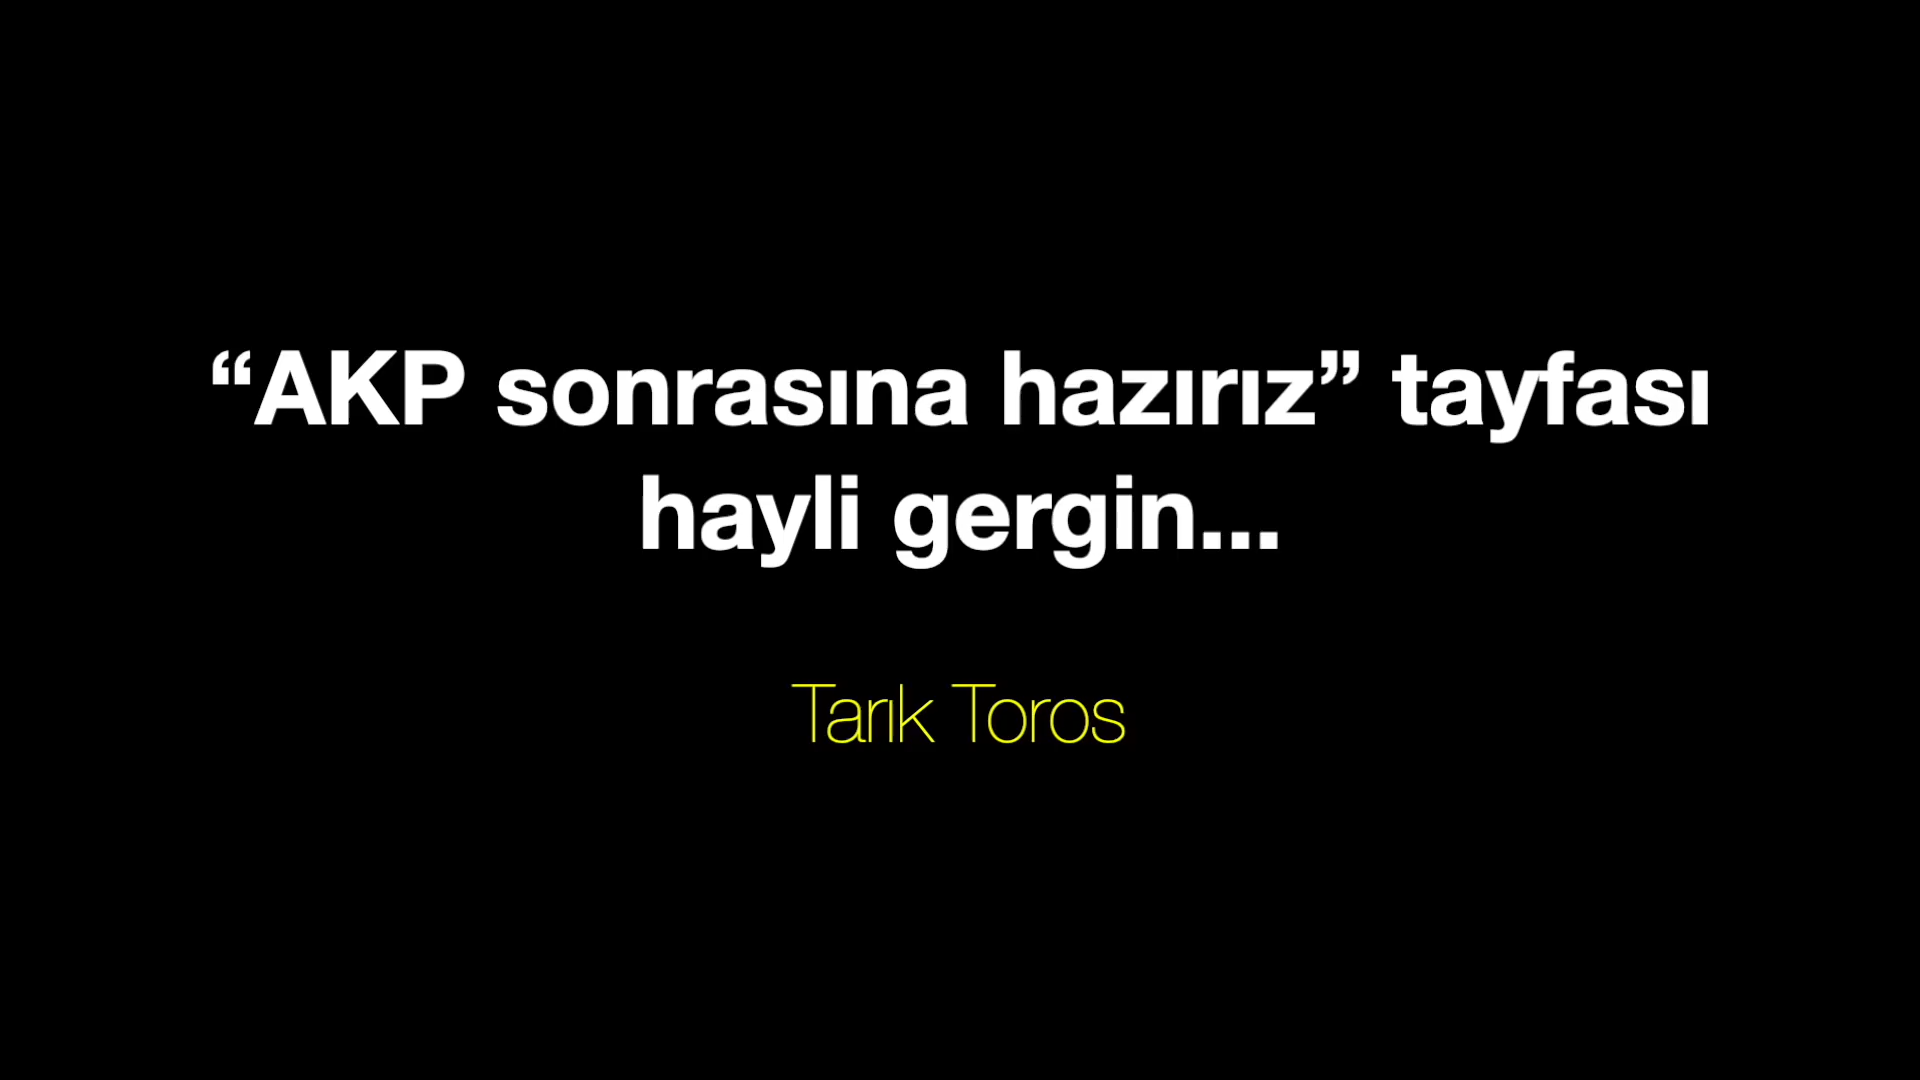 “AKP sonrasına hazırız” tayfası
hayli gergin...
Tarık Toros